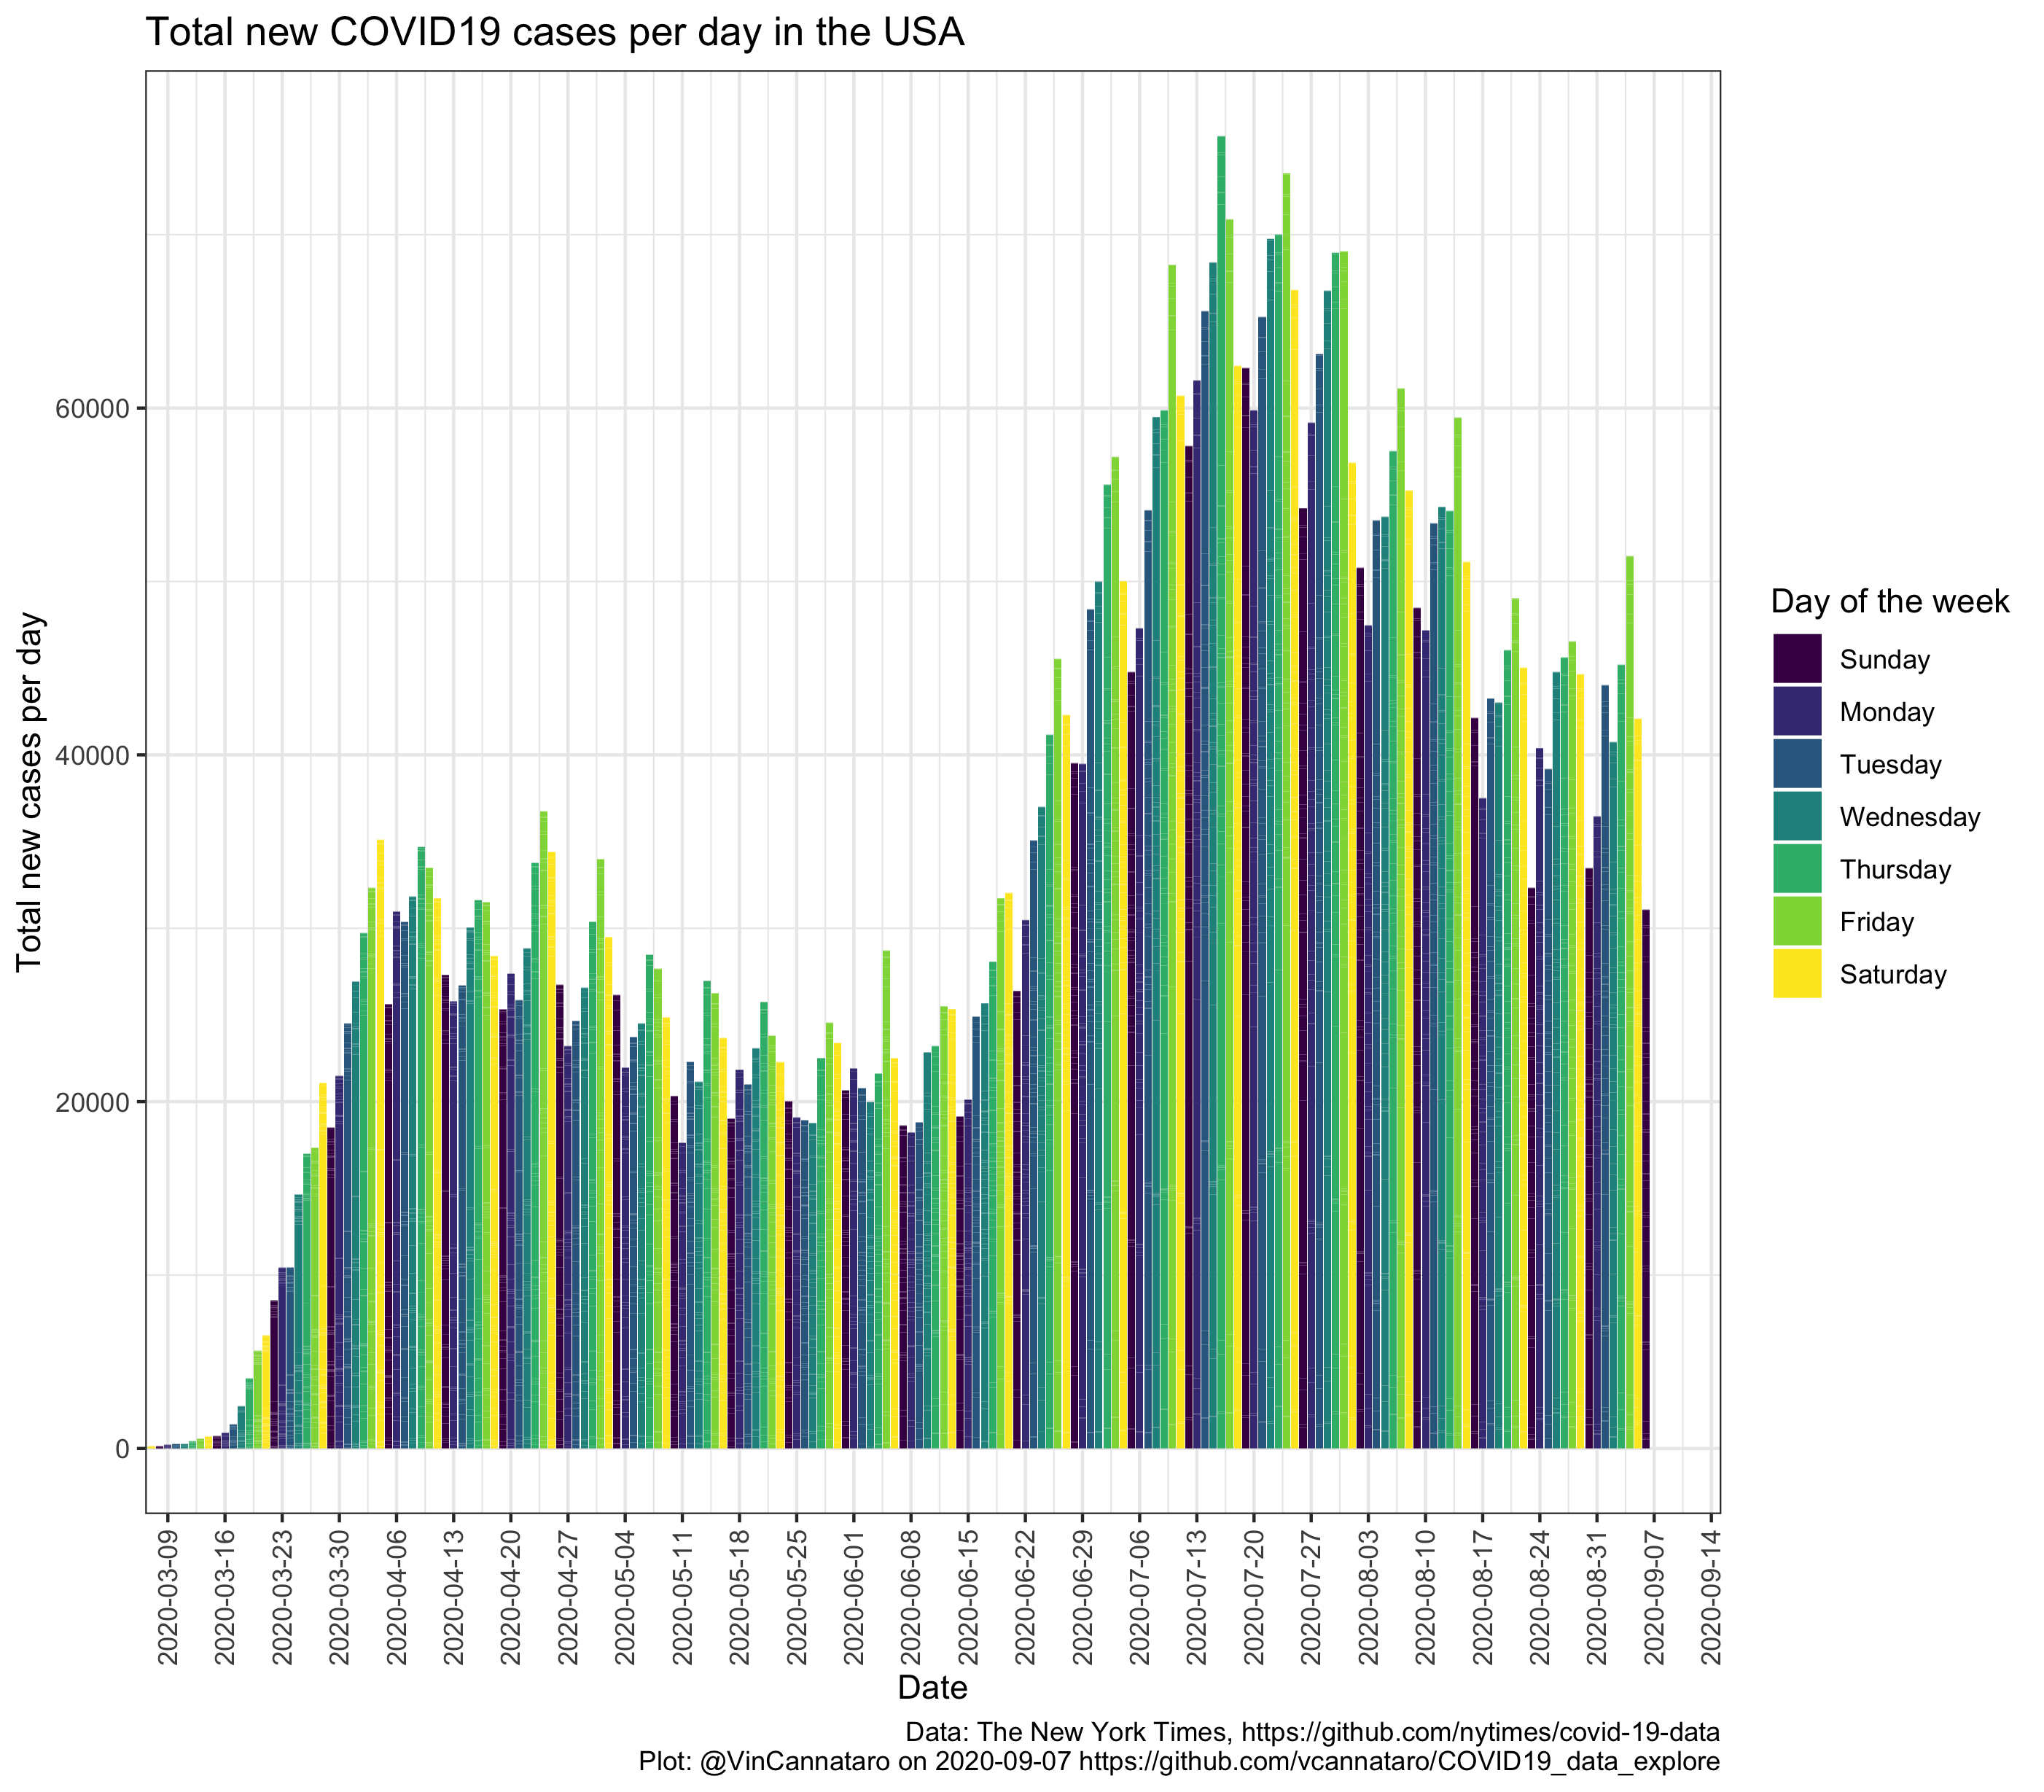 Total new COVID19 cases per day in the USA
Total new cases per day
60000
40000
20000
0
2020-03-09
2020-03-16
2020-03-23
2020-03-30
2020-04-06
2020-04-13
2020-04-20
2020-04-27
2020-05-04
2020-05-11
2020-05-18
2020-05-25
2020-06-01
2020-06-08
2020-06-15
2020-06-22
2020-06-29
2020-07-06
2020-07-13
2020-07-20
2020-07-27
2020-08-03
2020-08-10
2020-08-17
2020-08-24
2020-08-31
2020-09-07
2020-09-14
Date
Day of the week
Sunday
Monday
Tuesday
Wednesday
Thursday
Friday
Saturday
Data: The New York Times, https://github.com/nytimes/covid-19-data
Plot: @VinCannataro on 2020-09-07 https://github.com/vcannataro/COVID19_data_explore